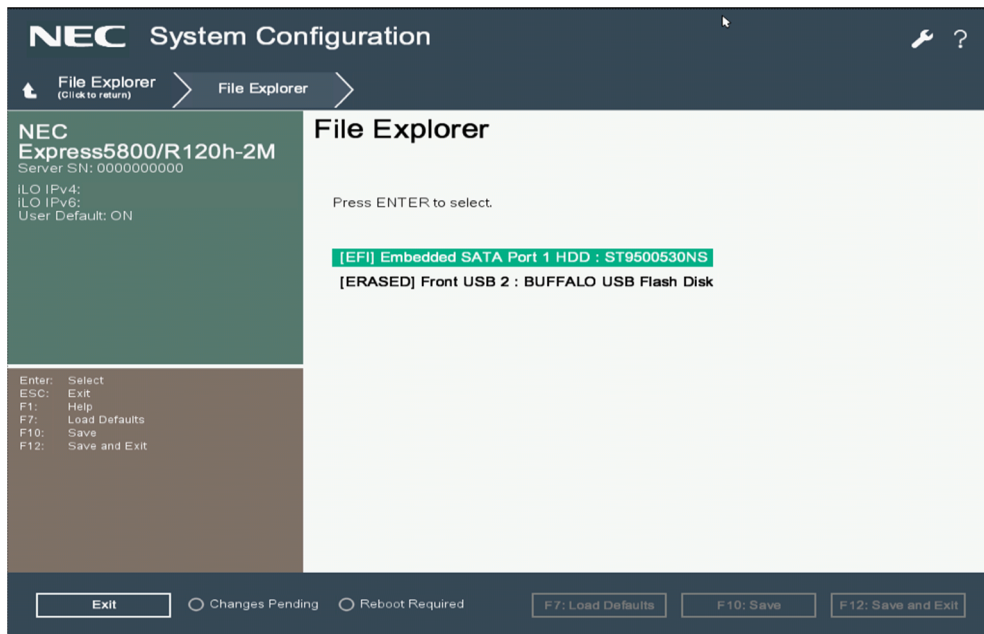 NEC System Configuration
?
File Explorer
(Click to return)
File Explorer
NEC
Express5800/R120h-2M
Server SN: 0000000000
iLO IPv4:
iLO IPv6:
User Default: ON
File Explorer
Press ENTER to select.
[EFI] Embedded SATA Port 1 HDD : ST9500530NS
[ERASED] Front USB 2 : BUFFALO USB Flash Disk
Enter: Select
ESC: Exit
F1: Help
F7: Load Defaults
F10: Save
F12: Save and Exit
Exit
Changes Pending
Reboot Required
F7: Load Defaults
F10: Save
F12: Save and Exit